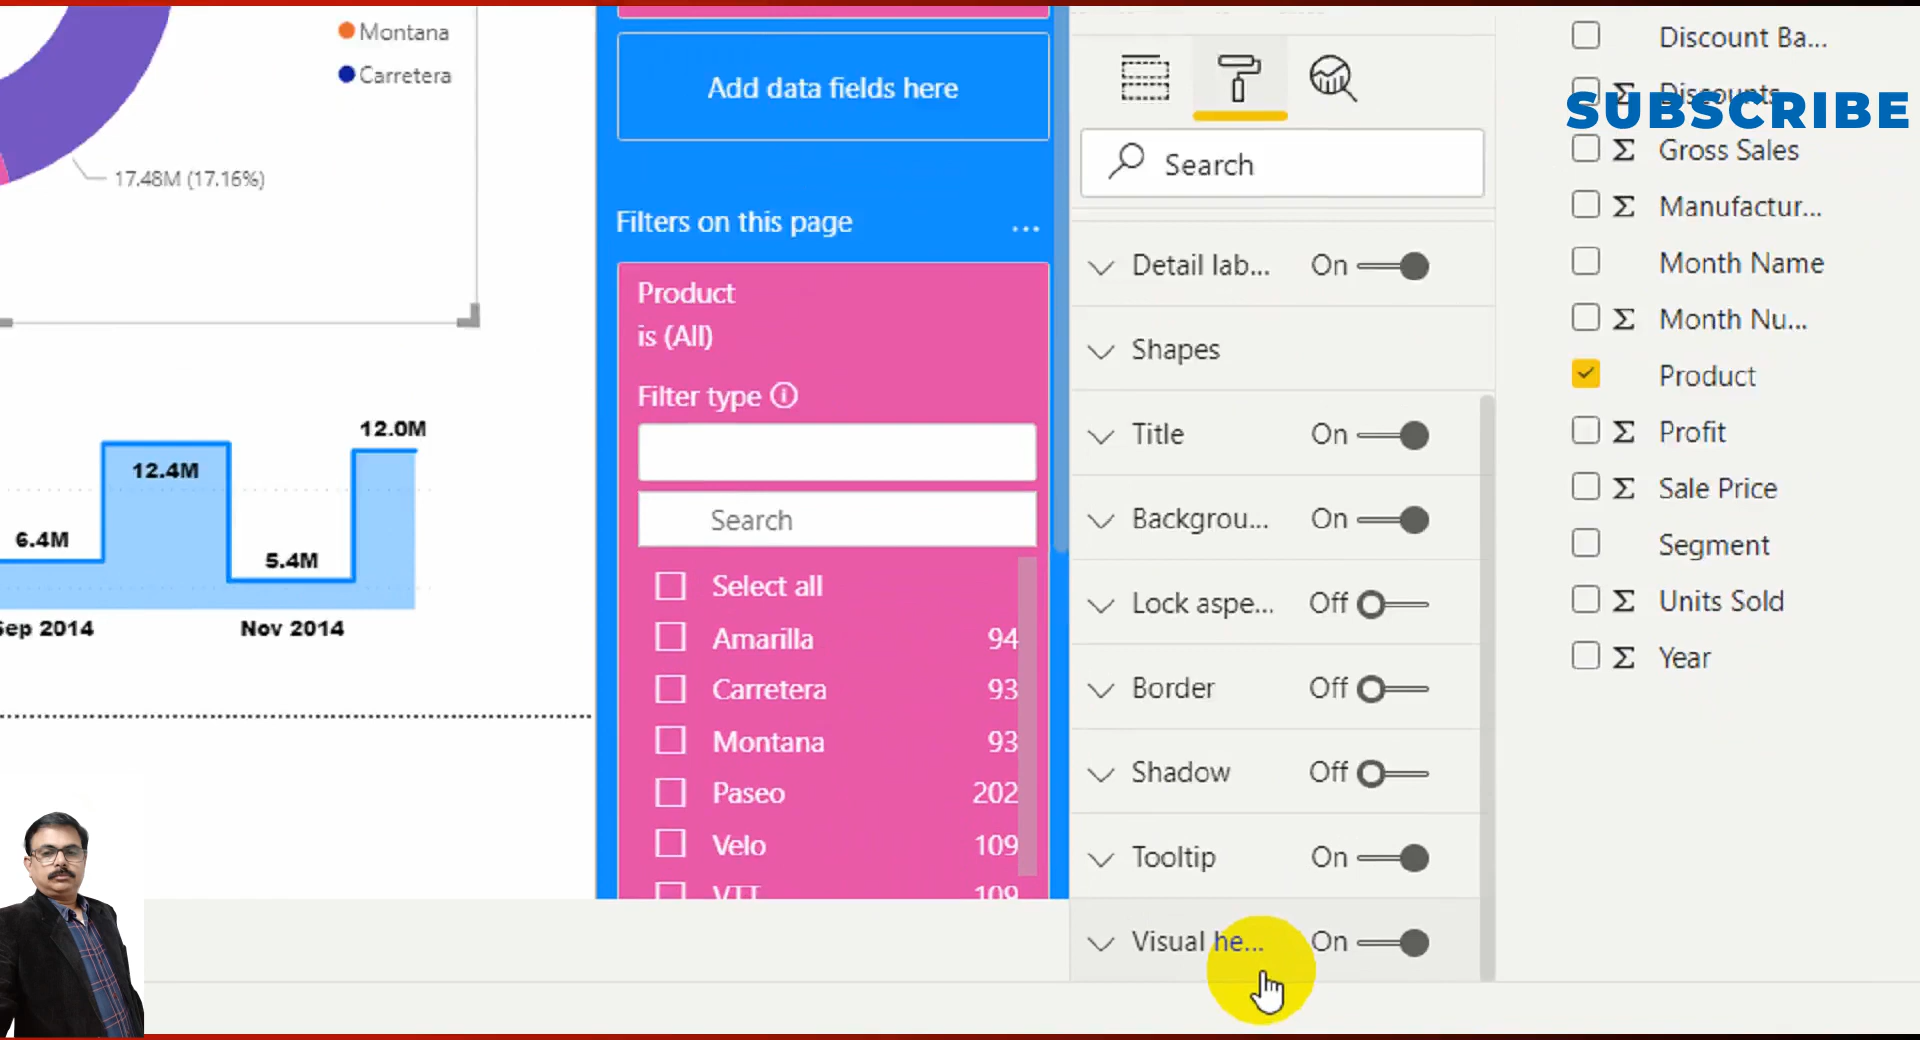 Montana
Carretera
17.48M (17.16%)
12.0M
12.4M
6.4M
5.4M
Sep 2014
Nov 2014
Add data fields here
Filters on this page
...
Product
is (All)
Filter type
Search
Select all
Amarilla 94
Carretera 93
Montana 93
Paseo 202
Velo 109
VTT 109
Search
Detail lab... On
Shapes
Title On
Backgrou... On
Lock aspe... Off
Border Off
Shadow Off
Tooltip On
Visual he... On
Discount Ba...
Σ Discounts
SUBSCRIBE
Σ Gross Sales
Σ Manufactur...
Month Name
Σ Month Nu...
Product
Σ Profit
Σ Sale Price
Segment
Σ Units Sold
Σ Year